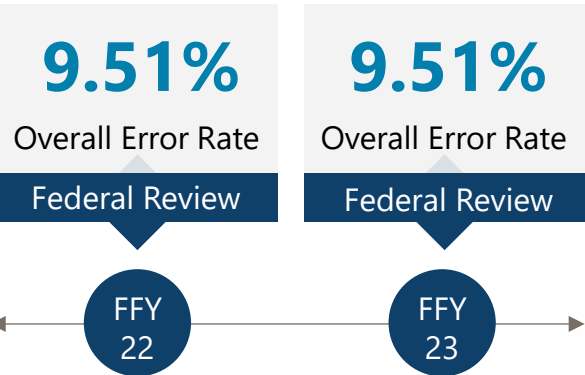 9.51%
Overall Error Rate
Federal Review
FFY
22
9.51%
Overall Error Rate
Federal Review
FFY
23